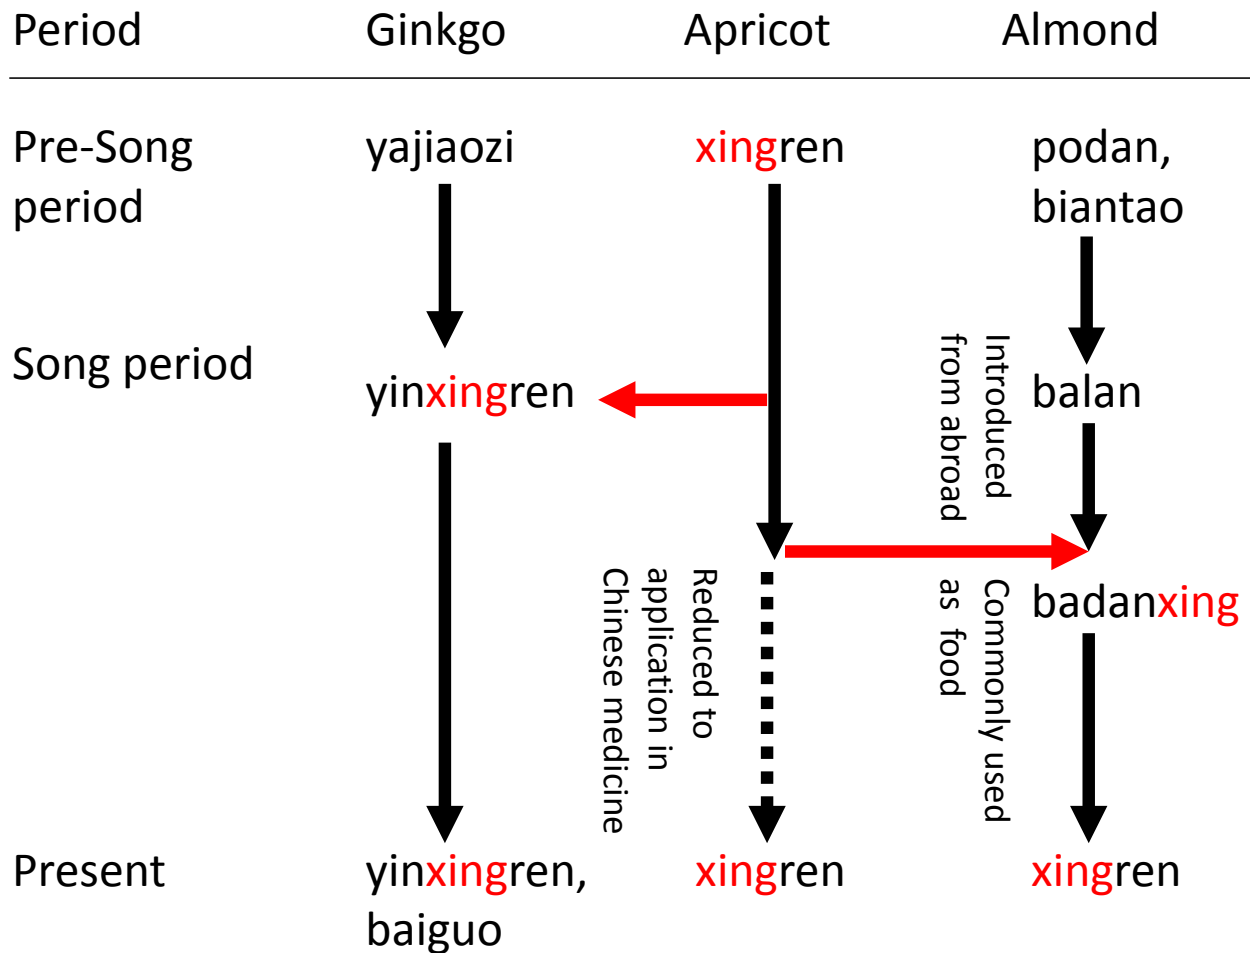 Period Ginkgo Apricot Almond
Pre-Song period
yajiaozi
xingren
podan, biantao
Song period
yinxingren
balan
Introduced
from abroad
badanxing
Reduced to
application in
Chinese medicine
Commonly used
as food
Present
yinxingren,
baiguo
xingren
xingren